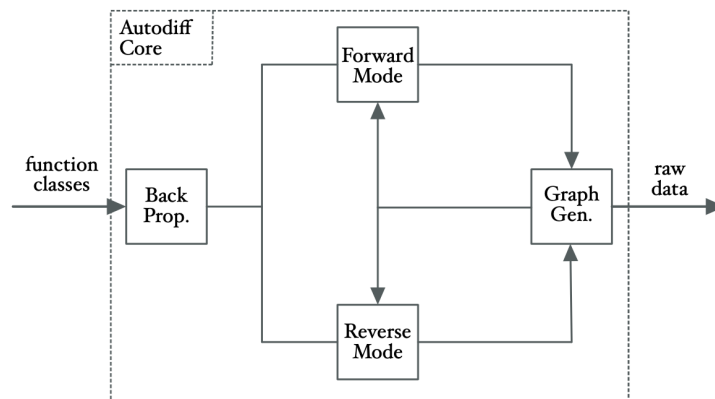 Autodiff
Core
Forward
Mode
function
classes
Back
Prop.
Graph
Gen.
raw
data
Reverse
Mode